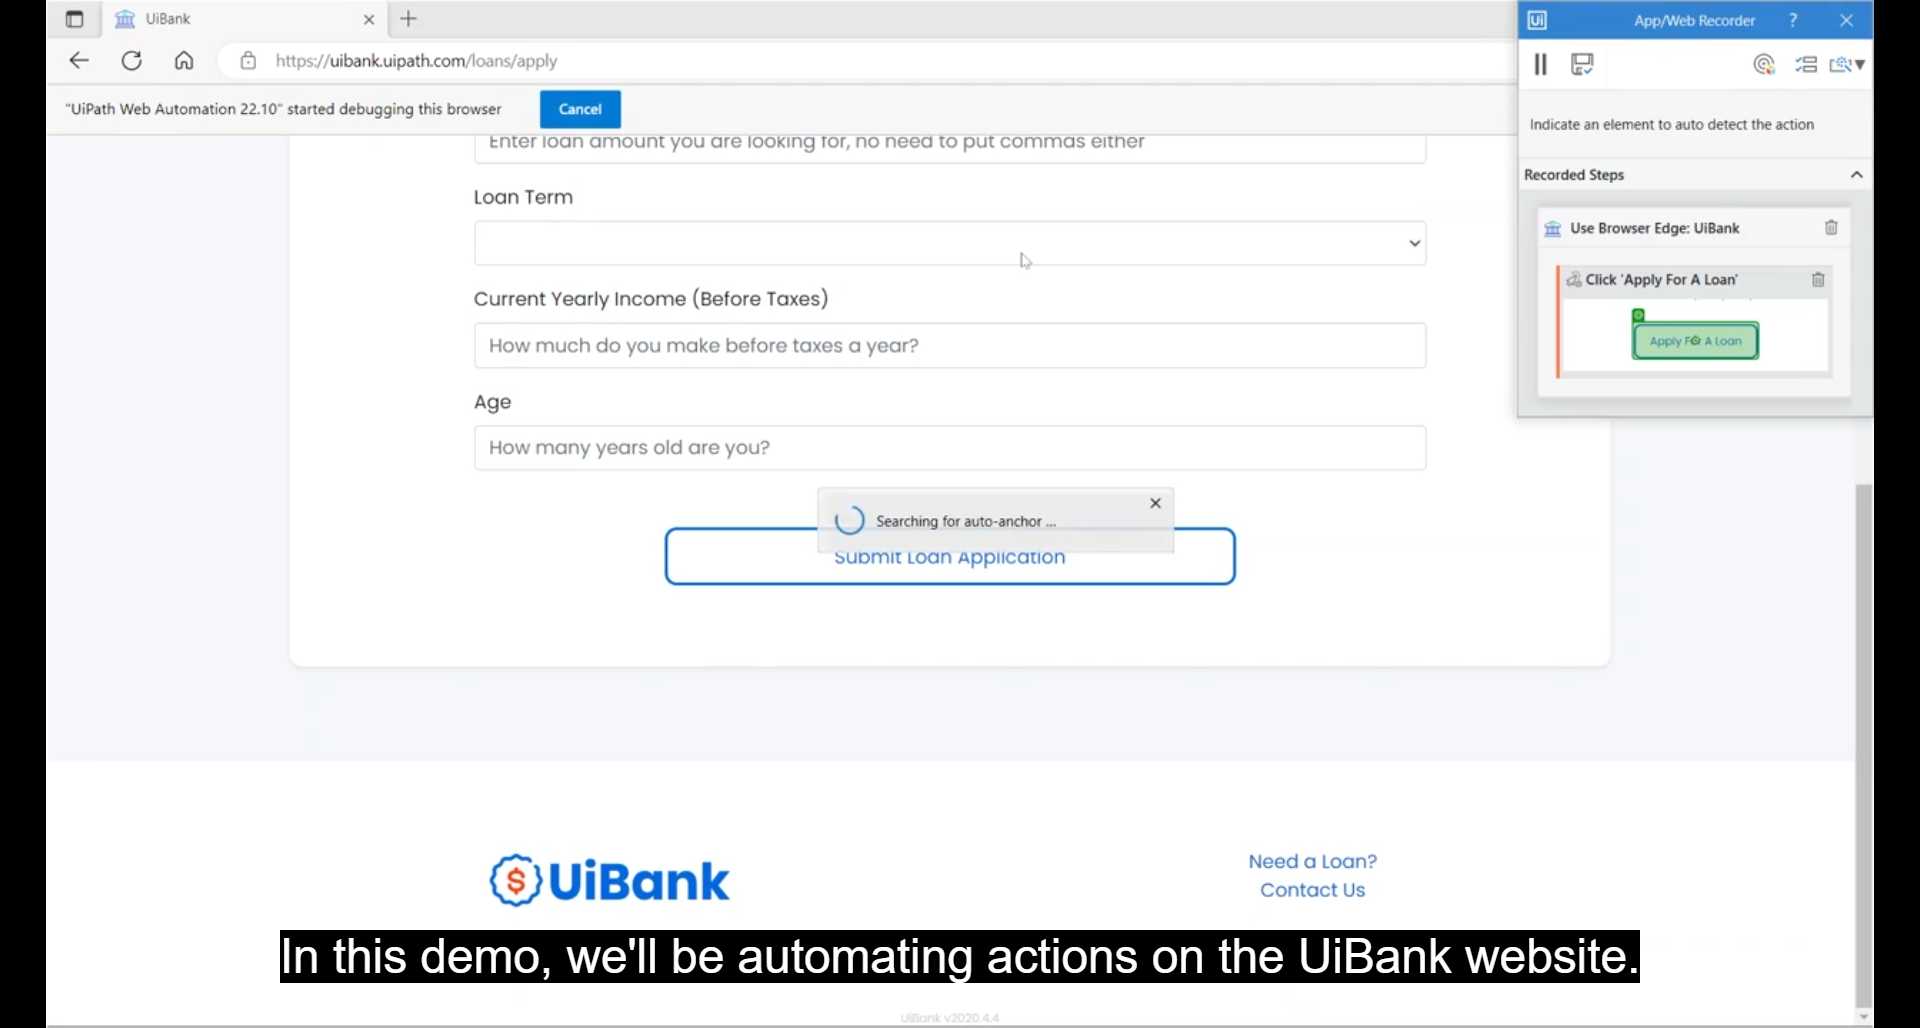 UiBank
https://uibank.uipath.com/loans/apply
"UiPath Web Automation 22.10" started debugging this browser
Cancel
Enter loan amount you are looking for, no need to put commas either
Loan Term
Current Yearly Income (Before Taxes)
How much do you make before taxes a year?
Age
How many years old are you?
Searching for auto-anchor ...
Submit Loan Application
Ui
App/Web Recorder
?
Indicate an element to auto detect the action
Recorded Steps
Use Browser Edge: UiBank
Click 'Apply For A Loan'
Apply For A Loan
$ UiBank
Need a Loan?
Contact Us
In this demo, we'll be automating actions on the UiBank website.
UiBank v2020.4.4